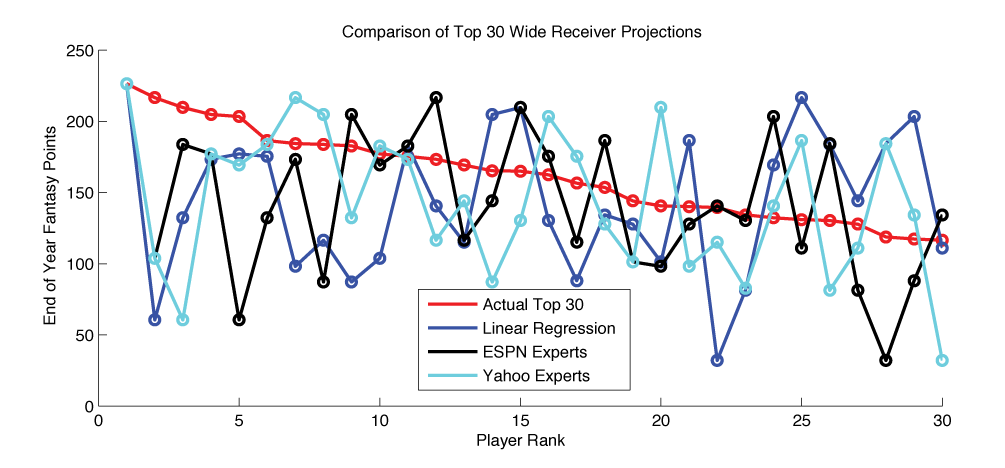 Comparison of Top 30 Wide Receiver Projections
250
200
150
100
50
0
End of Year Fantasy Points
Actual Top 30
Linear Regression
ESPN Experts
Yahoo Experts
0 5 10 15 20 25 30
Player Rank